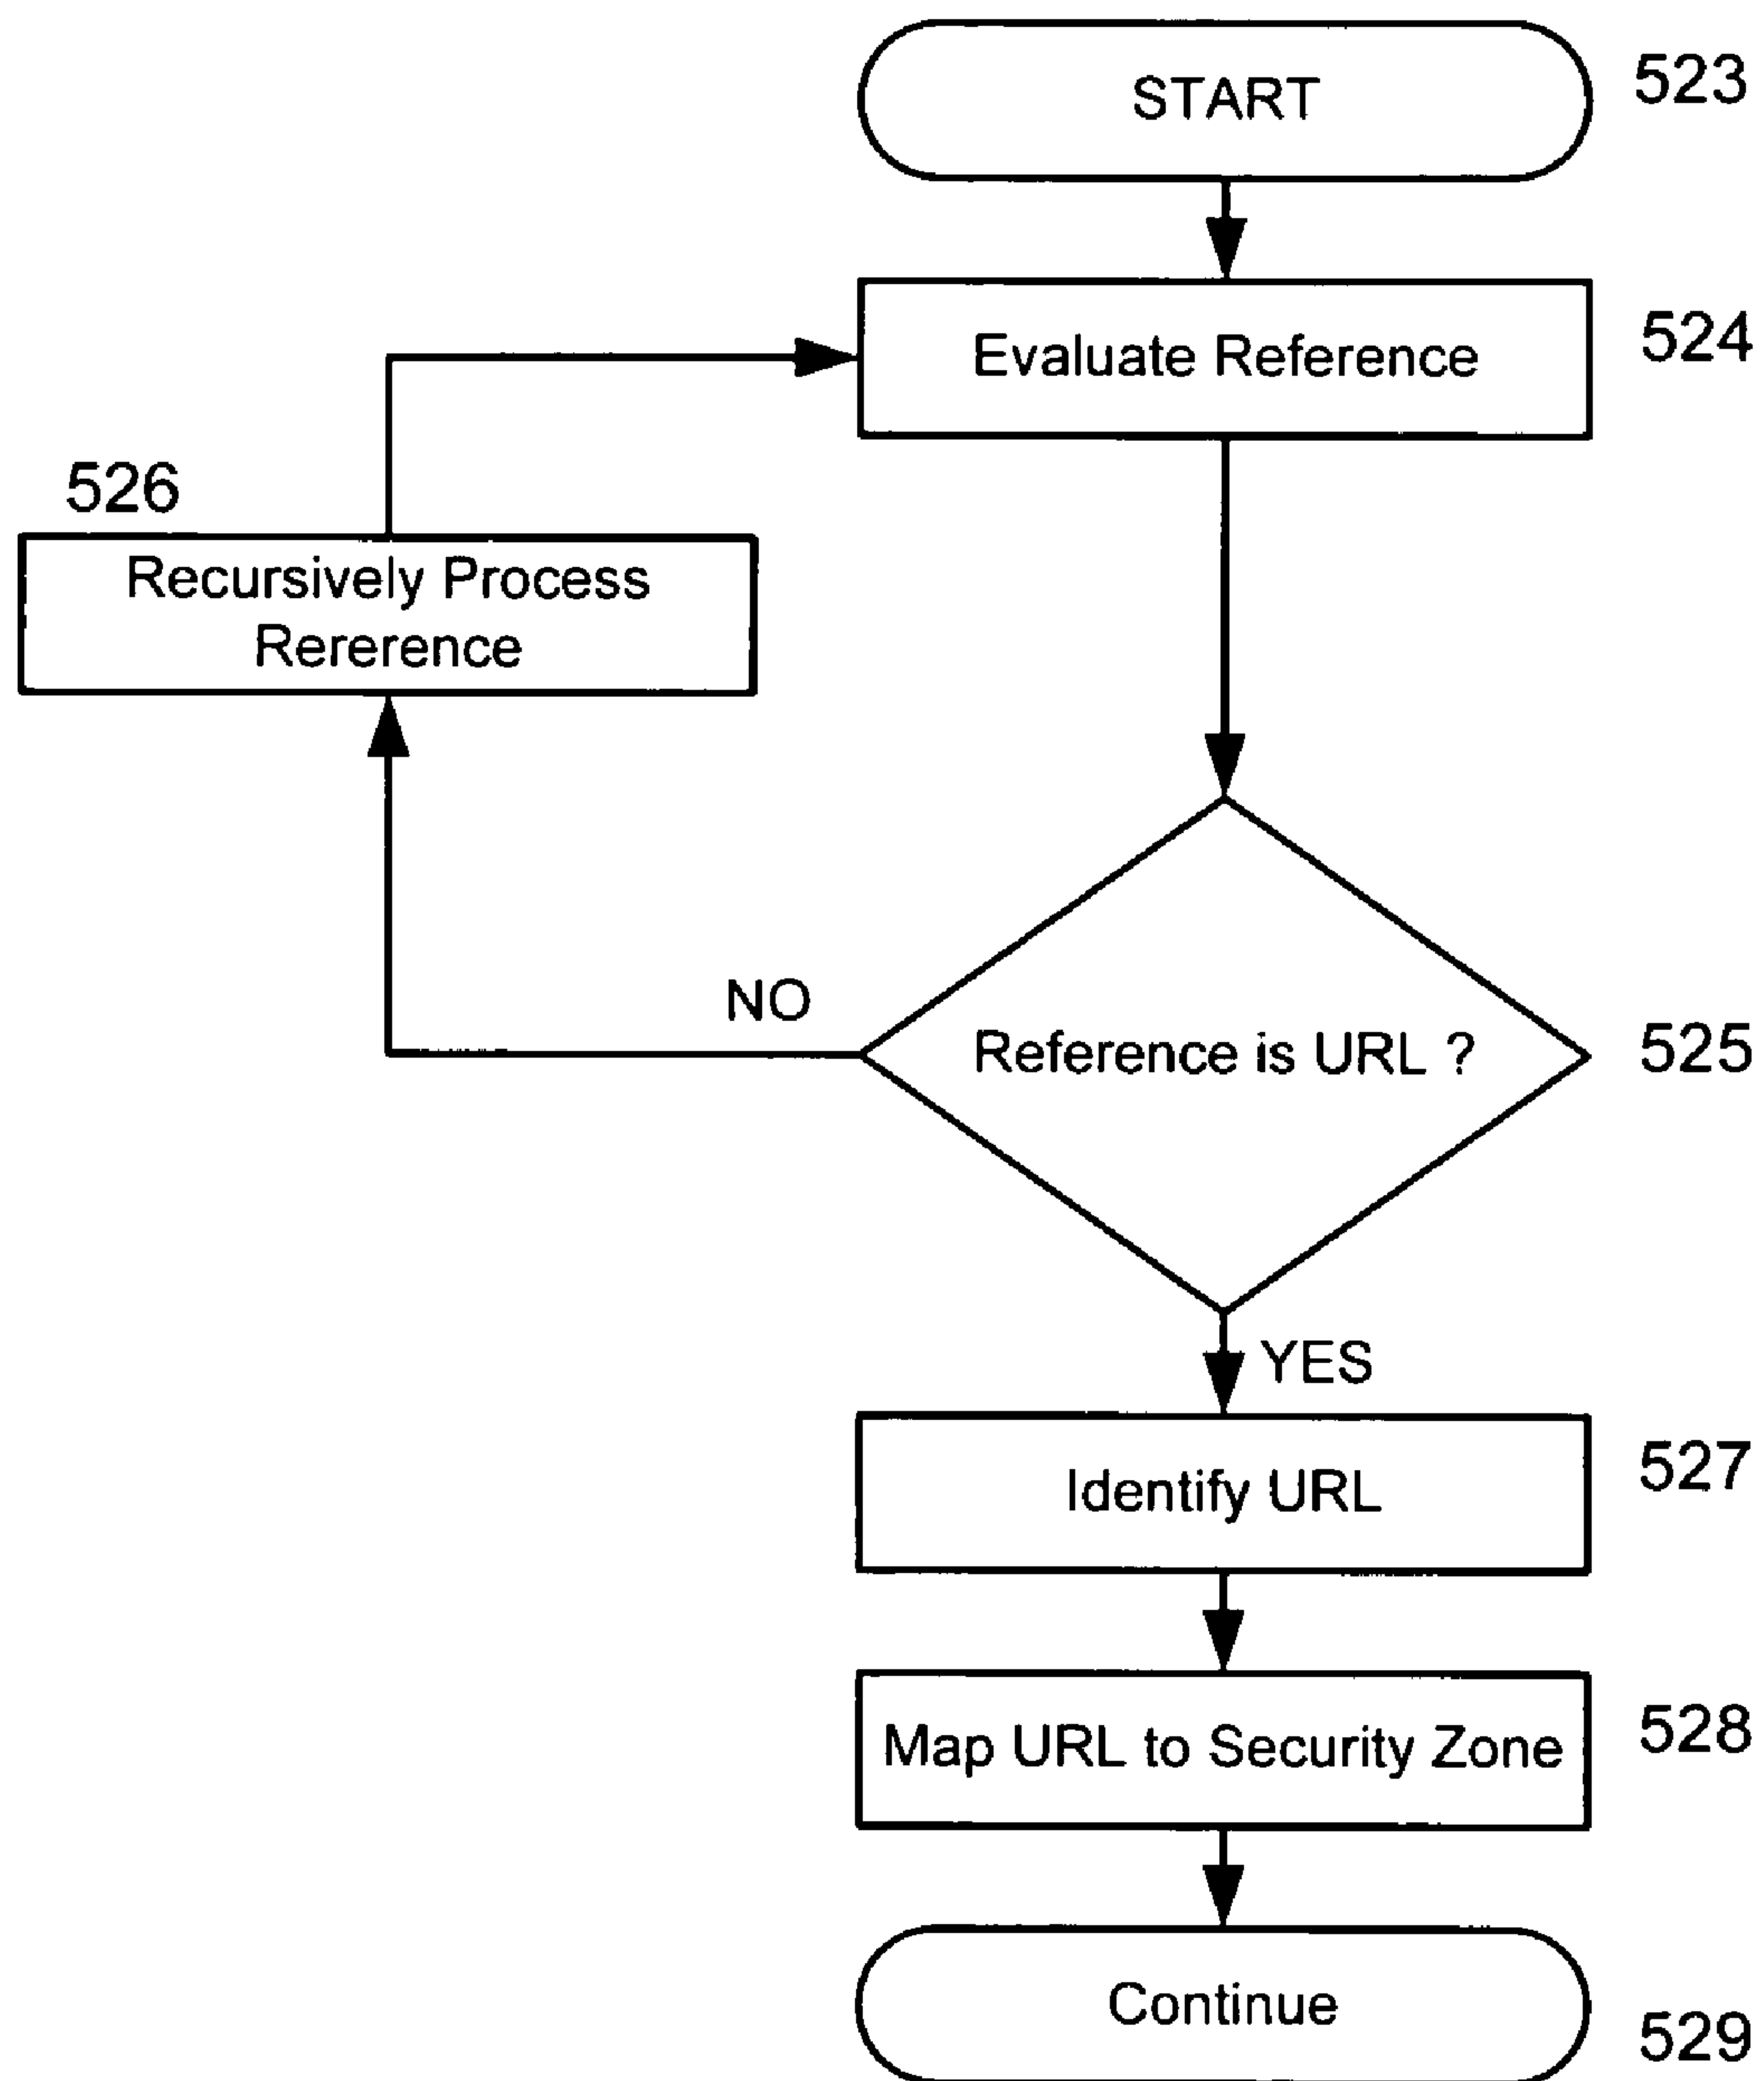 START
523
Evaluate Reference
524
526
Recursively Process
Rererence
NO
Reference is URL ?
525
YES
Identify URL
527
Map URL to Security Zone
528
Continue
529